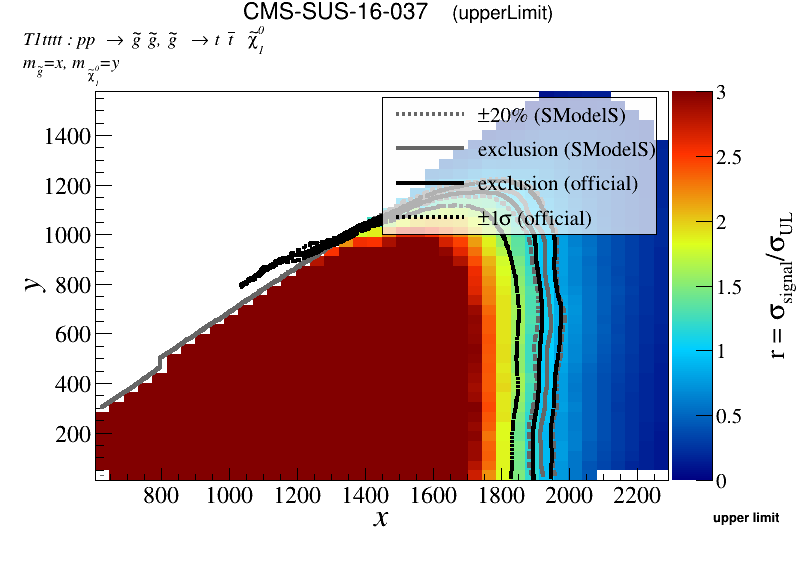 CMS-SUS-16-037 (upperLimit)
T1tttt : pp → g̃ g̃, g̃ → t t̄ χ̃⁰₁
m_g̃=x, m_χ̃⁰₁=y
±20% (SModelS)
exclusion (SModelS)
exclusion (official)
±1σ (official)
1400
1200
1000
800
600
400
200
y
800 1000 1200 1400 1600 1800 2000 2200
x
3
2.5
2
1.5
1
0.5
0
r = σ_signal/σ_UL
upper limit